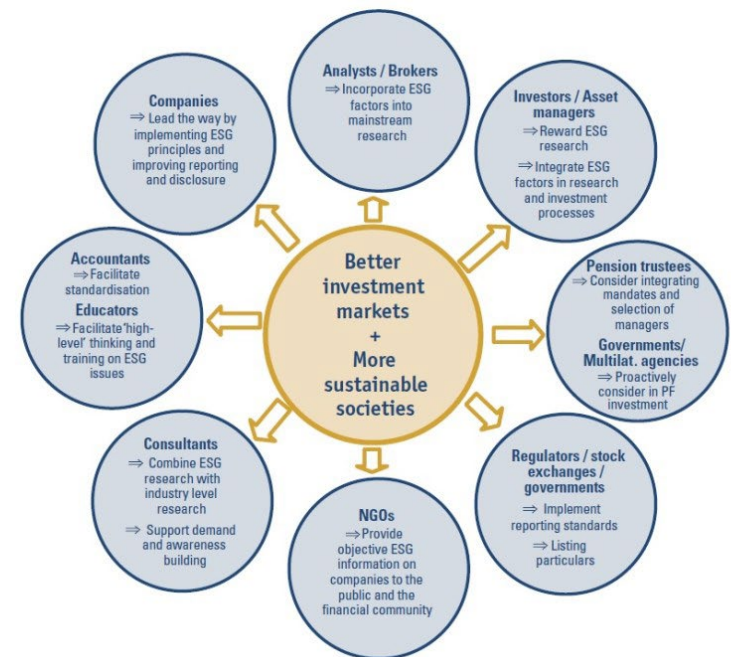 Analysts / Brokers
⇒ Incorporate ESG
factors into
mainstream
research
Investors / Asset
managers
⇒ Reward ESG
research
⇒ Integrate ESG
factors in research
and investment
processes
Pension trustees
⇒ Consider integrating
mandates and
selection of
managers
Governments/
Multilat. agencies
⇒ Proactively
consider in PF
investment
Regulators / stock
exchanges /
governments
⇒ Implement
reporting standards
⇒ Listing
particulars
NGOs
⇒ Provide
objective ESG
information on
companies to the
public and the
financial community
Consultants
⇒ Combine ESG
research with
industry level
research
⇒ Support demand
and awareness
building
Accountants
⇒ Facilitate
standardisation
Educators
⇒ Facilitate 'high-
level' thinking and
training on ESG
issues
Companies
⇒ Lead the way by
implementing ESG
principles and
improving reporting
and disclosure
Better
investment
markets
+
More
sustainable
societies